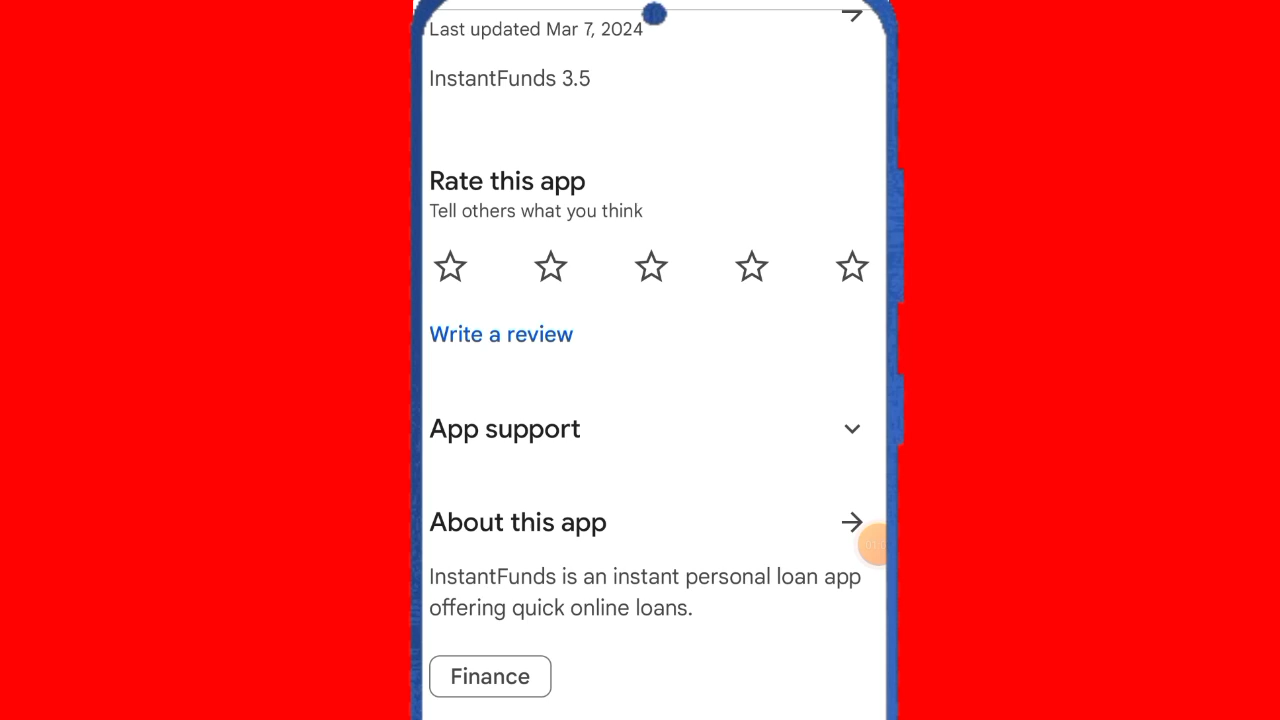 Last updated Mar 7, 2024
InstantFunds 3.5
Rate this app
Tell others what you think
Write a review
App support
About this app
InstantFunds is an instant personal loan app
offering quick online loans.
Finance